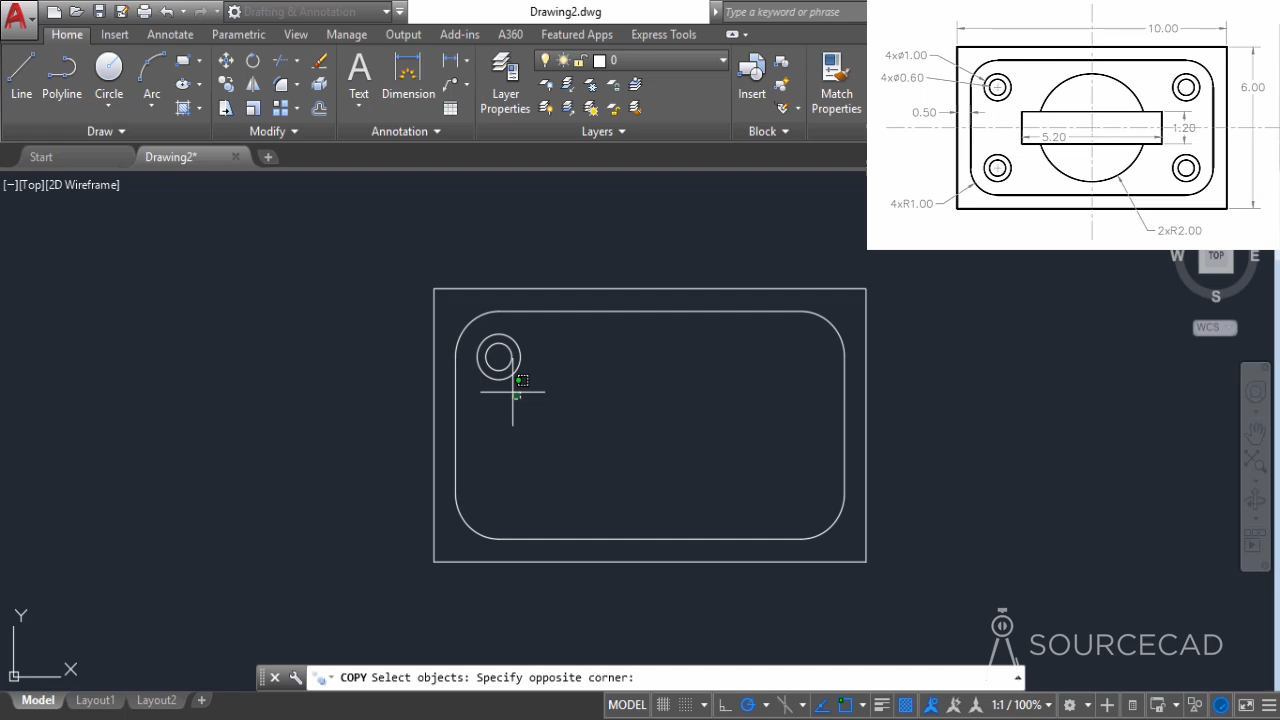 Drafting & Annotation
Drawing2.dwg
Type a keyword or phrase
Home Insert Annotate Parametric View Manage Output Add-ins A360 Featured Apps Express Tools
0
Line Polyline Circle Arc Text Dimension Layer Properties Insert Match Properties
Draw Modify Annotation Layers Block
Start Drawing2* +
[−][Top][2D Wireframe]
10.00
4xø1.00
4xø0.60
6.00
0.50
1.20
5.20
4xR1.00
2xR2.00
W TOP E
S
WCS
Y
X
SOURCECAD
COPY Select objects: Specify opposite corner:
Model Layout1 Layout2 +
MODEL 1:1 / 100%